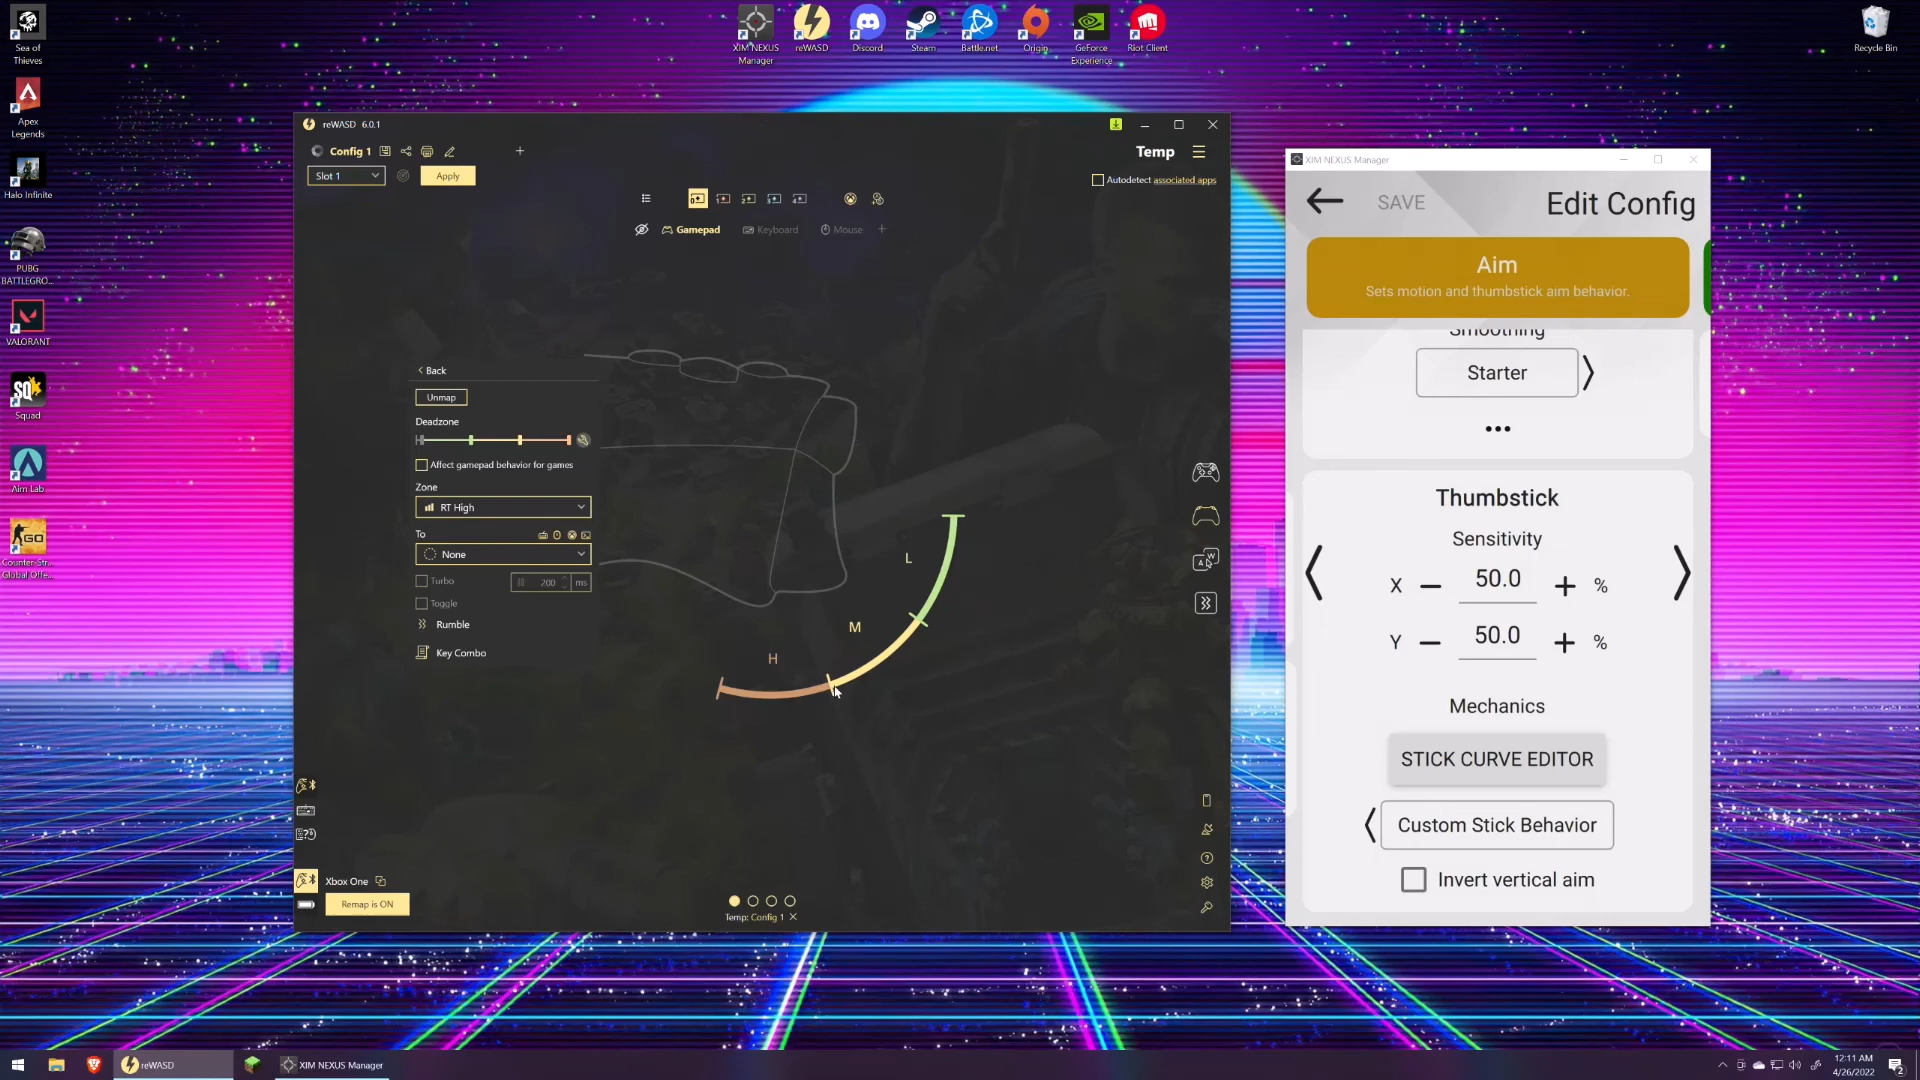 Sea of
Thieves
Apex
Legends
Halo Infinite
PUBG
BATTLEGRO...
VALORANT
SQ
Squad
Aim Lab
GO
Counter-Str...
Global Offe...
XIM NEXUS
Manager
reWASD
Discord
Steam
Battle.net
Origin
GeForce
Experience
Riot Client
Recycle Bin
reWASD 6.0.1
Config 1
+
Temp
Slot 1
Apply
Autodetect associated apps
Gamepad
Keyboard
Mouse
+
Back
Unmap
Deadzone
Affect gamepad behavior for games
Zone
RT High
To
None
Turbo
200
ms
Toggle
Rumble
Key Combo
L
M
H
Xbox One
Remap is ON
Temp: Config 1
XIM NEXUS Manager
SAVE
Edit Config
Aim
Sets motion and thumbstick aim behavior.
Smoothing
Starter
...
Thumbstick
Sensitivity
X − 50.0 + %
Y − 50.0 + %
Mechanics
STICK CURVE EDITOR
Custom Stick Behavior
Invert vertical aim
reWASD
XIM NEXUS Manager
12:11 AM
4/26/2022
2